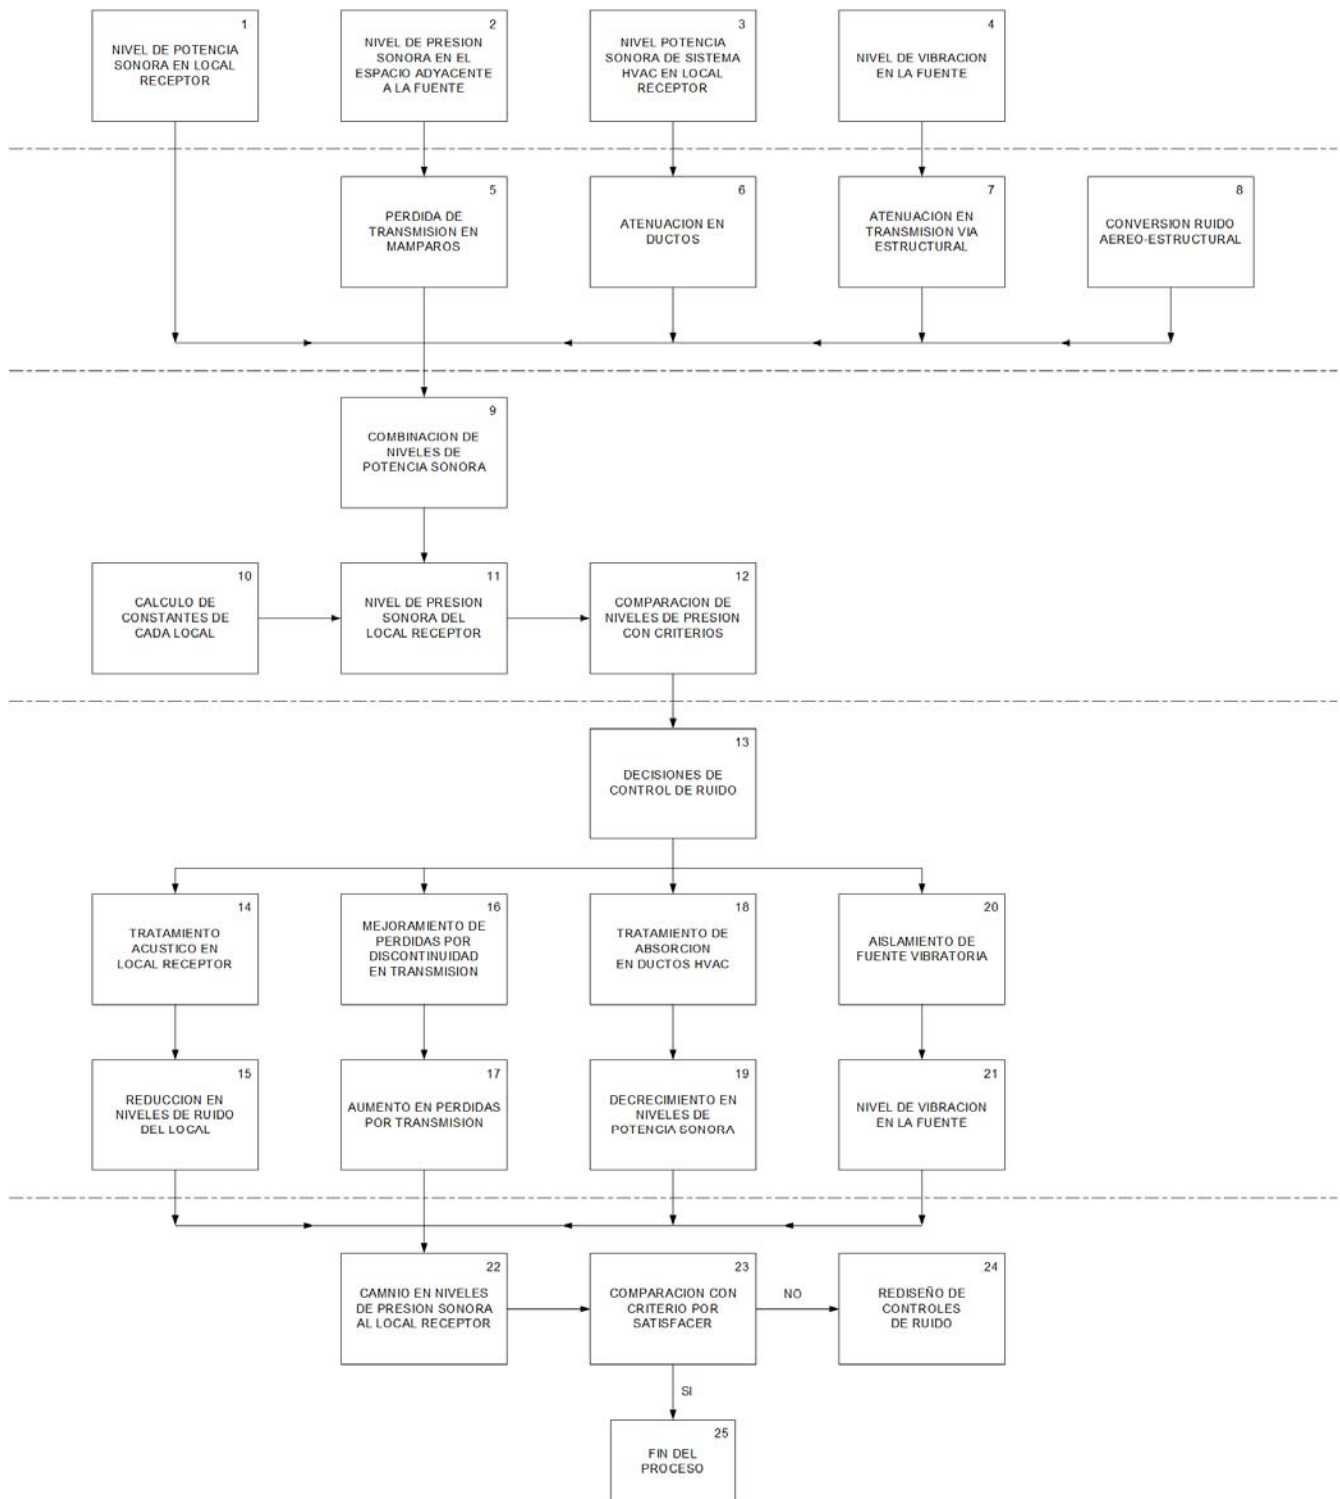 1
NIVEL DE POTENCIA
SONORA EN LOCAL
RECEPTOR
2
NIVEL DE PRESION
SONORA EN EL
ESPACIO ADYACENTE
A LA FUENTE
3
NIVEL POTENCIA
SONORA DE SISTEMA
HVAC EN LOCAL
RECEPTOR
4
NIVEL DE VIBRACION
EN LA FUENTE
5
PERDIDA DE
TRANSMISION EN
MAMPAROS
6
ATENUACION EN
DUCTOS
7
ATENUACION EN
TRANSMISION VIA
ESTRUCTURAL
8
CONVERSION RUIDO
AEREO-ESTRUCTURAL
9
COMBINACION DE
NIVELES DE
POTENCIA SONORA
10
CALCULO DE
CONSTANTES DE
CADA LOCAL
11
NIVEL DE PRESION
SONORA DEL
LOCAL RECEPTOR
12
COMPARACION DE
NIVELES DE PRESION
CON CRITERIOS
13
DECISIONES DE
CONTROL DE RUIDO
14
TRATAMIENTO
ACUSTICO EN
LOCAL RECEPTOR
16
MEJORAMIENTO DE
PERDIDAS POR
DISCONTINUIDAD
EN TRANSMISION
18
TRATAMIENTO DE
ABSORCION
EN DUCTOS HVAC
20
AISLAMIENTO DE
FUENTE VIBRATORIA
15
REDUCCION EN
NIVELES DE RUIDO
DEL LOCAL
17
AUMENTO EN PERDIDAS
POR TRANSMISION
19
DECRECIMIENTO EN
NIVELES DE
POTENCIA SONORA
21
NIVEL DE VIBRACION
EN LA FUENTE
22
CAMNIO EN NIVELES
DE PRESION SONORA
AL LOCAL RECEPTOR
23
COMPARACION CON
CRITERIO POR
SATISFACER
NO
24
REDISEÑO DE
CONTROLES
DE RUIDO
SI
25
FIN DEL
PROCESO